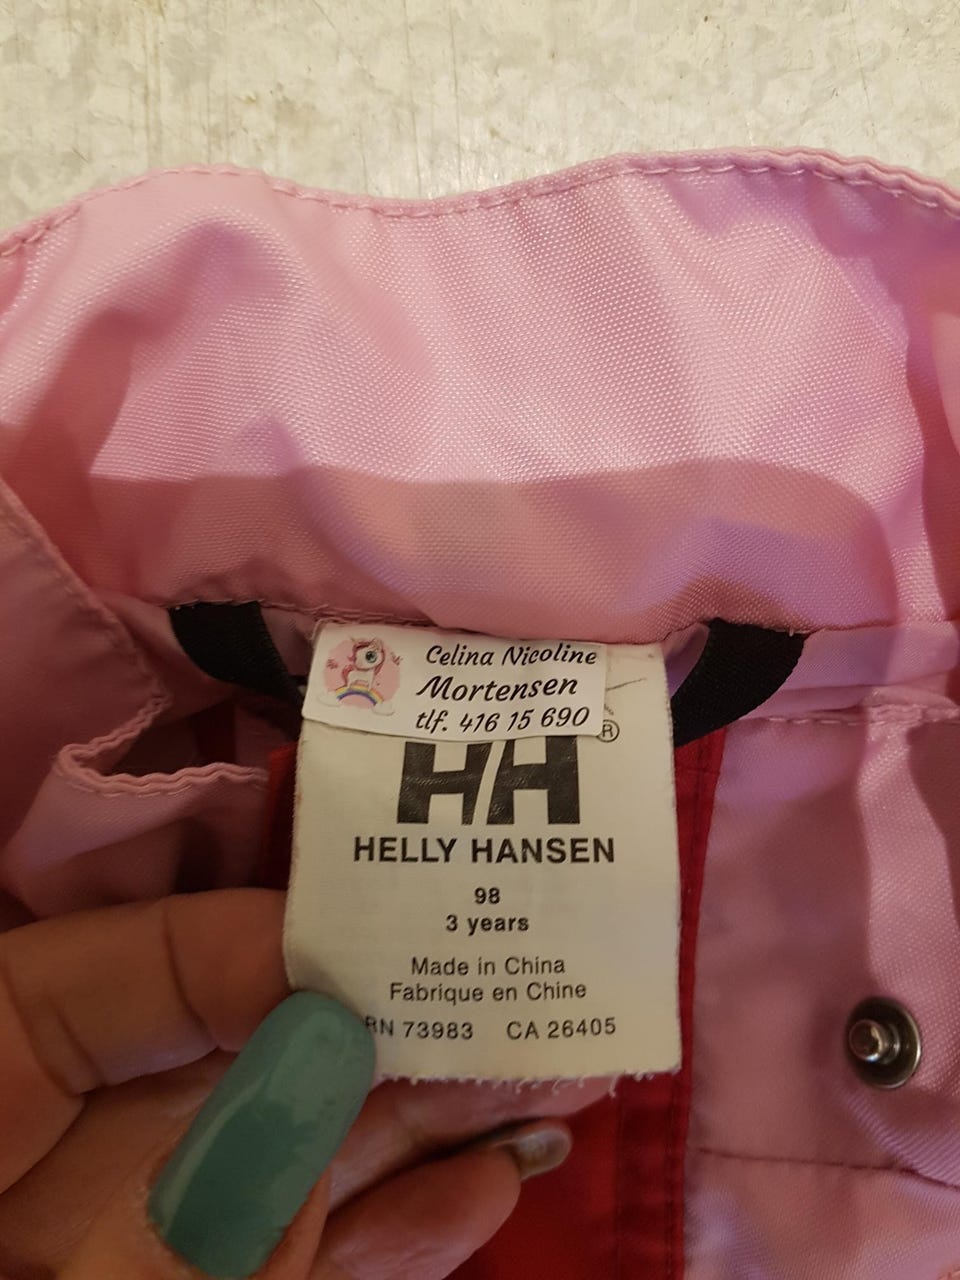 Celina Nicoline
Mortensen
tlf. 416 15 690
®
HH
HELLY HANSEN
98
3 years
Made in China
Fabrique en Chine
RN 73983 CA 26405